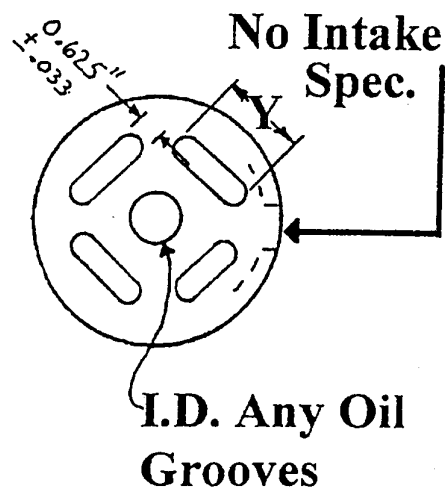 0.625"
± .033
No Intake
Spec.
Y
I.D. Any Oil
Grooves